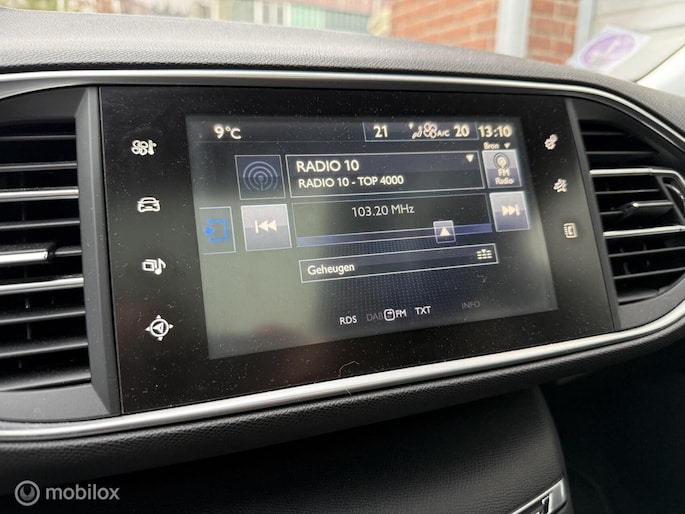 9°C 21 A/C 20 13:10
Bron
RADIO 10
RADIO 10 - TOP 4000
FM
Radio
103.20 MHz
Geheugen
RDS DAB FM TXT INFO
mobilox